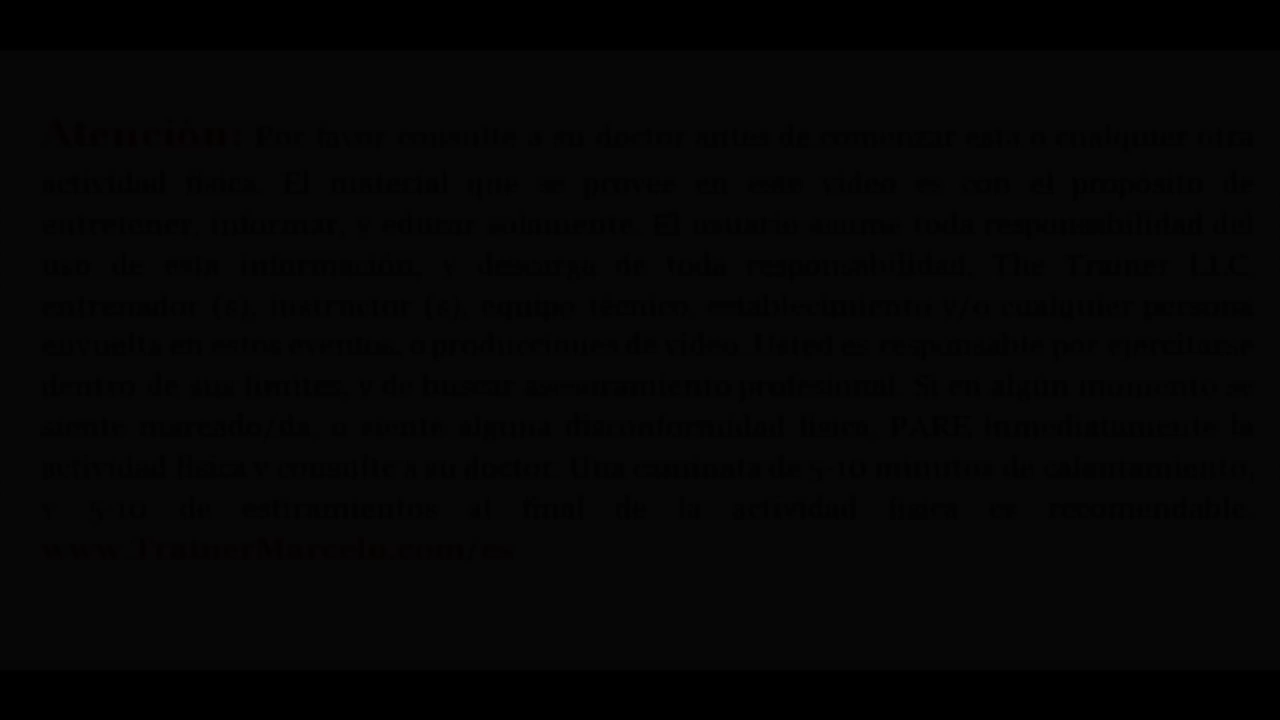 Atención: Por favor consulte a su doctor antes de comenzar esta o cualquier otra
actividad física. El material que se provee en este video es con el propósito de
entretener, informar, y educar solamente. El usuario asume toda responsabilidad del
uso de esta información, y descarga de toda responsabilidad, The Trainer LLC,
entrenador (s), instructor (s), equipo técnico, establecimiento y/o cualquier persona
envuelta en estos eventos, o producciones de video. Usted es responsable por ejercitarse
dentro de sus límites, y de buscar asesoramiento profesional. Si en algún momento se
siente mareado/da, o siente alguna disconformidad física, PARE inmediatamente la
actividad física y consulte a su doctor. Una caminata de 5-10 minutos de calentamiento,
y 5-10 de estiramientos al final de la actividad física es recomendable.
www.TrainerMarcelo.com/es